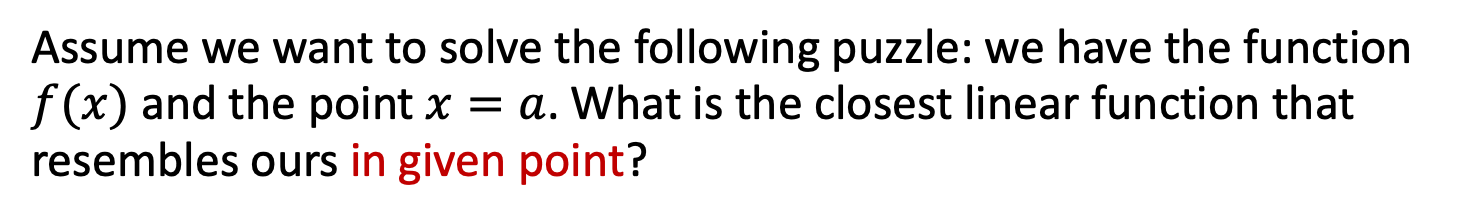 Assume we want to solve the following puzzle: we have the function
f(x) and the point x = a. What is the closest linear function that
resembles ours in given point?